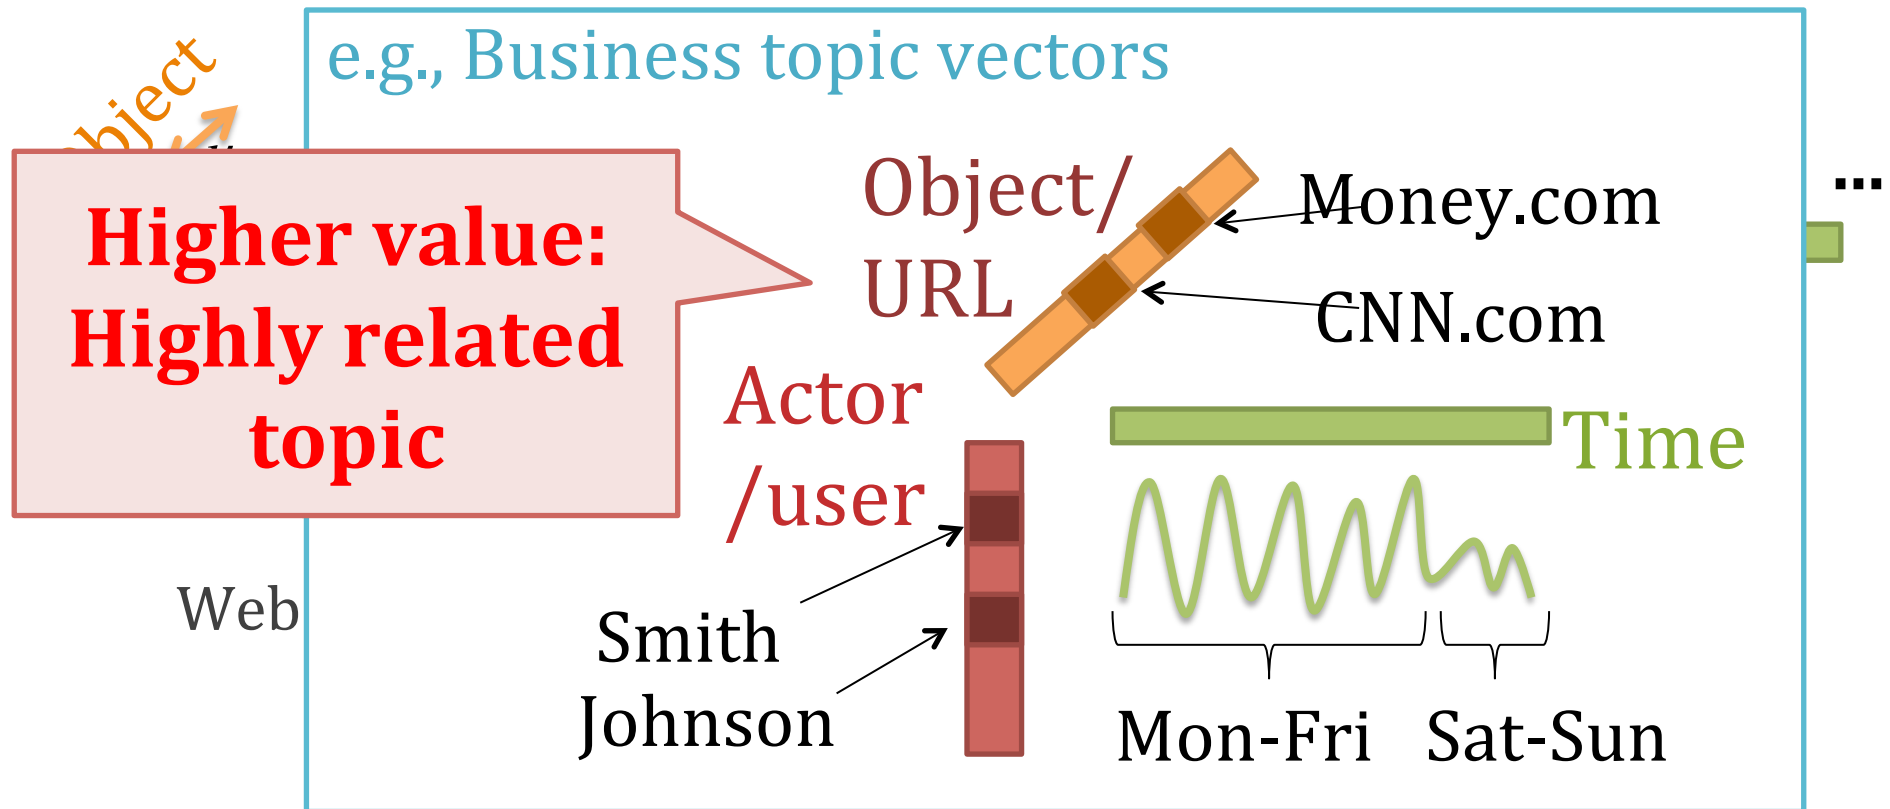 e.g., Business topic vectors
Object/
URL
Money.com
CNN.com
...
Higher value:
Highly related
topic
Actor
/user
Time
Web
Smith
Johnson
Mon-Fri
Sat-Sun